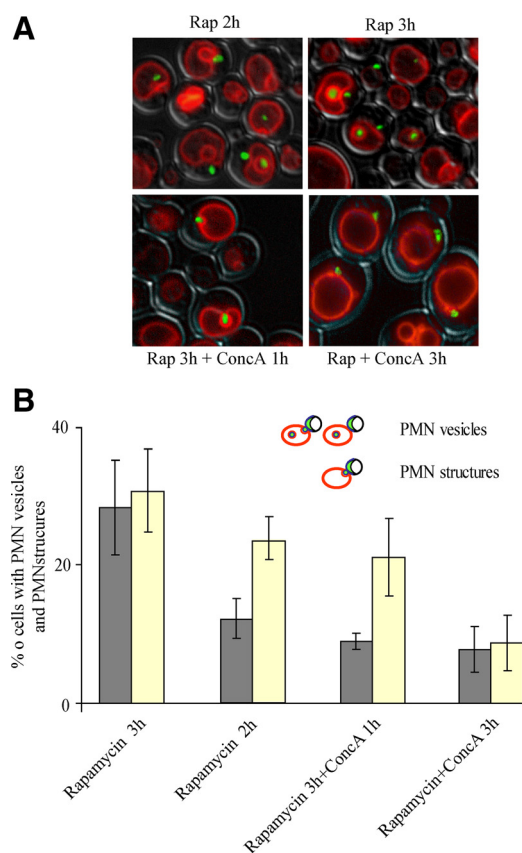 A
Rap 2h
Rap 3h
Rap 3h + ConcA 1h
Rap + ConcA 3h
B
% o cells with PMN vesicles
and PMNstrucures
40
20
0
PMN vesicles
PMN structures
Rapamycin 3h
Rapamycin 2h
Rapamycin 3h+ConcA 1h
Rapamycin+ConcA 3h